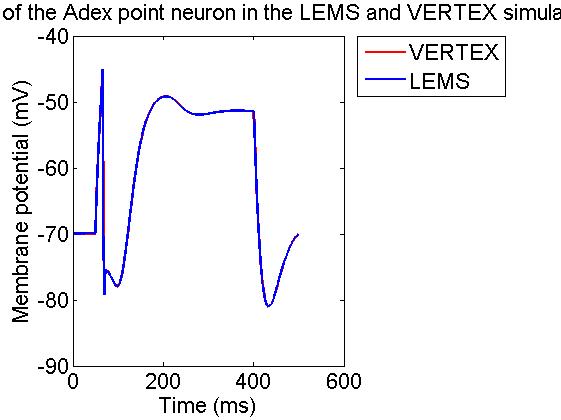 of the Adex point neuron in the LEMS and VERTEX simula
-40
-50
-60
-70
-80
-90
0
200
400
600
Membrane potential (mV)
Time (ms)
VERTEX
LEMS